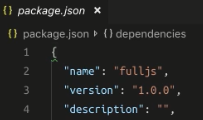 {} package.json ×
{} package.json ▸ {} dependencies
1 {
2 "name": "fulljs",
3 "version": "1.0.0",
4 "description": "",